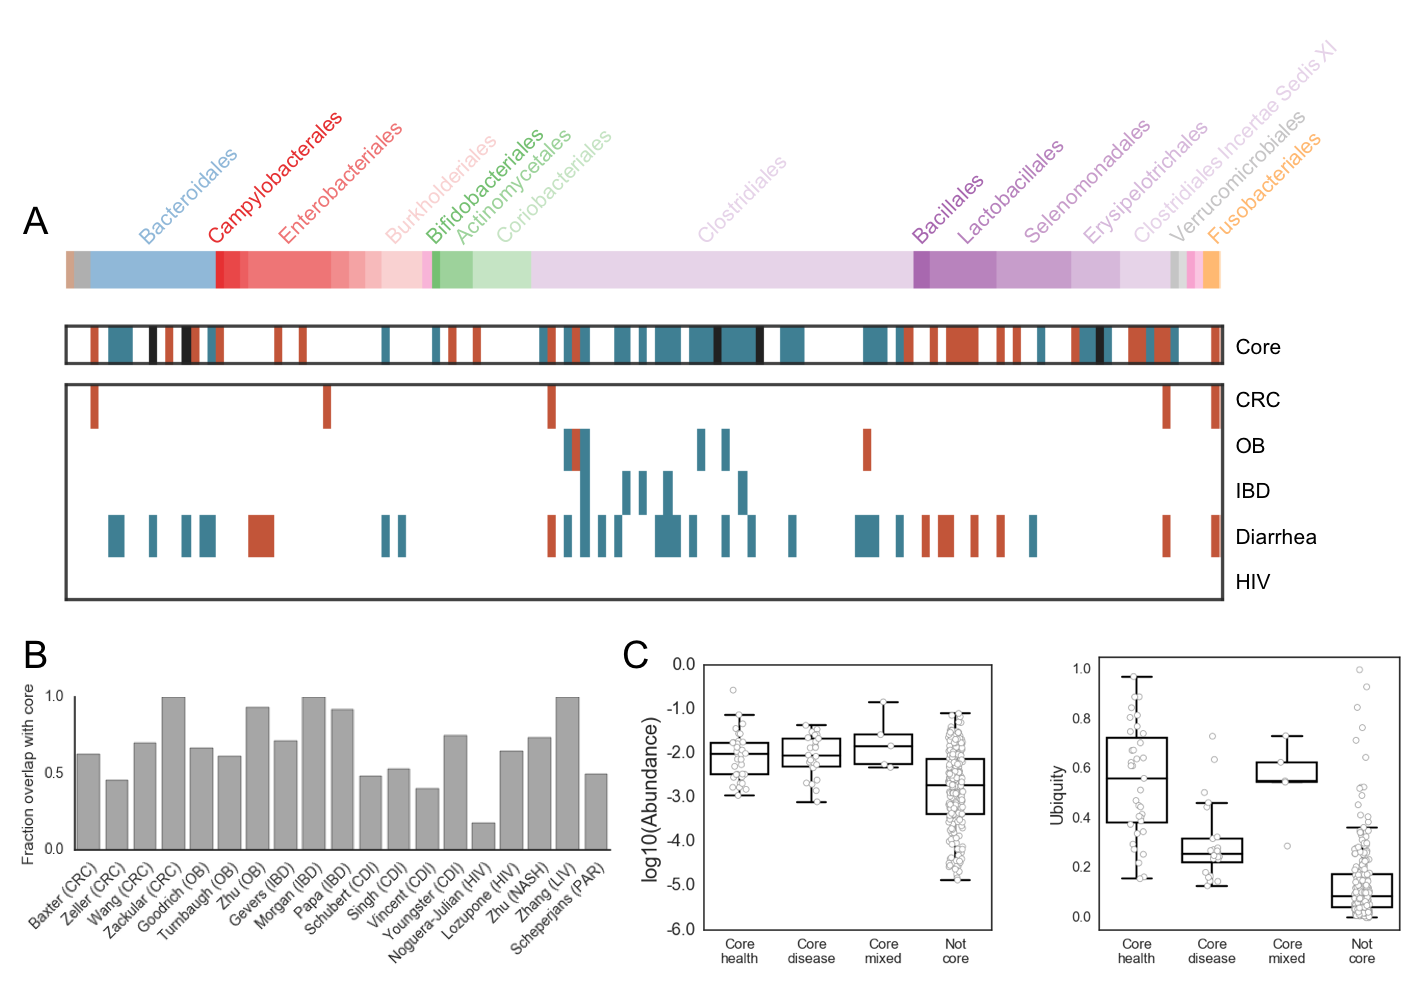 A
Bacteroidales
Campylobacterales
Enterobacteriales
Burkholderiales
Bifidobacteriales
Actinomycetales
Coriobacteriales
Clostridiales
Bacillales
Lactobacillales
Selenomonadales
Erysipelotrichales
Clostridiales Incertae Sedis XI
Verrucomicrobiales
Fusobacteriales
Core
CRC
OB
IBD
Diarrhea
HIV
B
Fraction overlap with core
1.0
0.5
0.0
Baxter (CRC)
Zeller (CRC)
Wang (CRC)
Zackular (CRC)
Goodrich (OB)
Turnbaugh (OB)
Zhu (OB)
Gevers (IBD)
Morgan (IBD)
Papa (IBD)
Schubert (CDI)
Singh (CDI)
Vincent (CDI)
Youngster (CDI)
Noguera-Julian (HIV)
Lozupone (HIV)
Zhu (NASH)
Zhang (LIV)
Scheperjans (PAR)
C
log10(Abundance)
0.0
-1.0
-2.0
-3.0
-4.0
-5.0
-6.0
Core
health
Core
disease
Core
mixed
Not
core
Ubiquity
1.0
0.8
0.6
0.4
0.2
0.0
Core
health
Core
disease
Core
mixed
Not
core